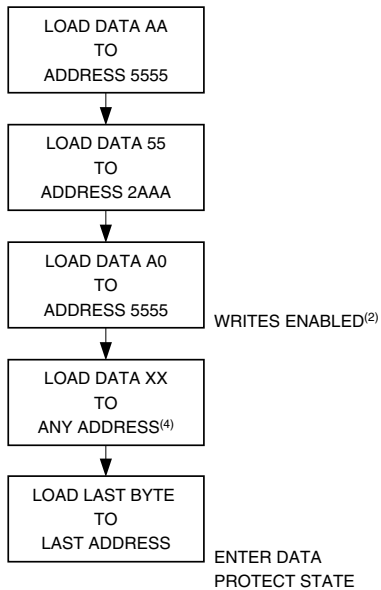 LOAD DATA AA
TO
ADDRESS 5555
LOAD DATA 55
TO
ADDRESS 2AAA
LOAD DATA A0
TO
ADDRESS 5555
WRITES ENABLED(2)
LOAD DATA XX
TO
ANY ADDRESS(4)
LOAD LAST BYTE
TO
LAST ADDRESS
ENTER DATA
PROTECT STATE